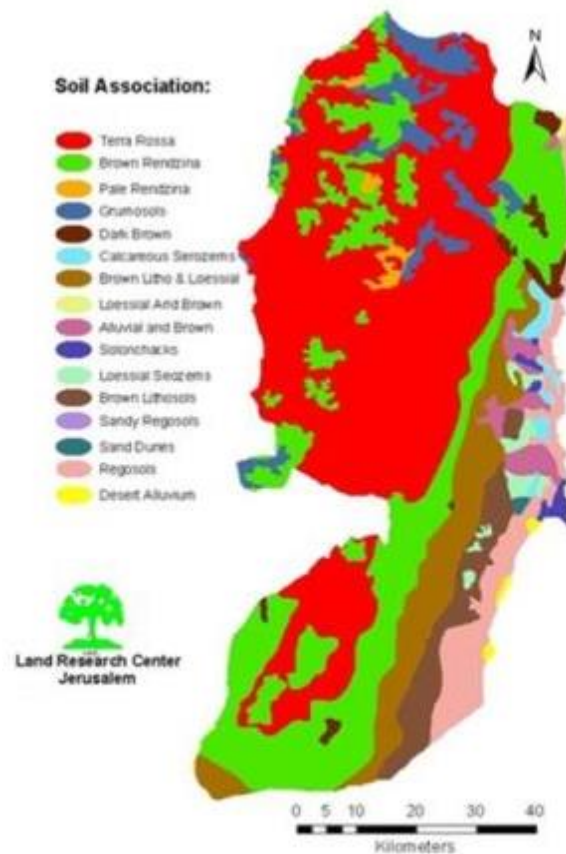 N
Soil Association:
Terra Rossa
Brown Rendzina
Pale Rendzina
Grumosols
Dark Brown
Calcareous Serozems
Brown Litho & Loessial
Loessial And Brown
Alluvial and Brown
Solonchacks
Loessial Seozems
Brown Lithosols
Sandy Regosols
Sand Dunes
Regosols
Desert Alluvium
Land Research Center
Jerusalem
0 5 10 20 30 40
Kilometers